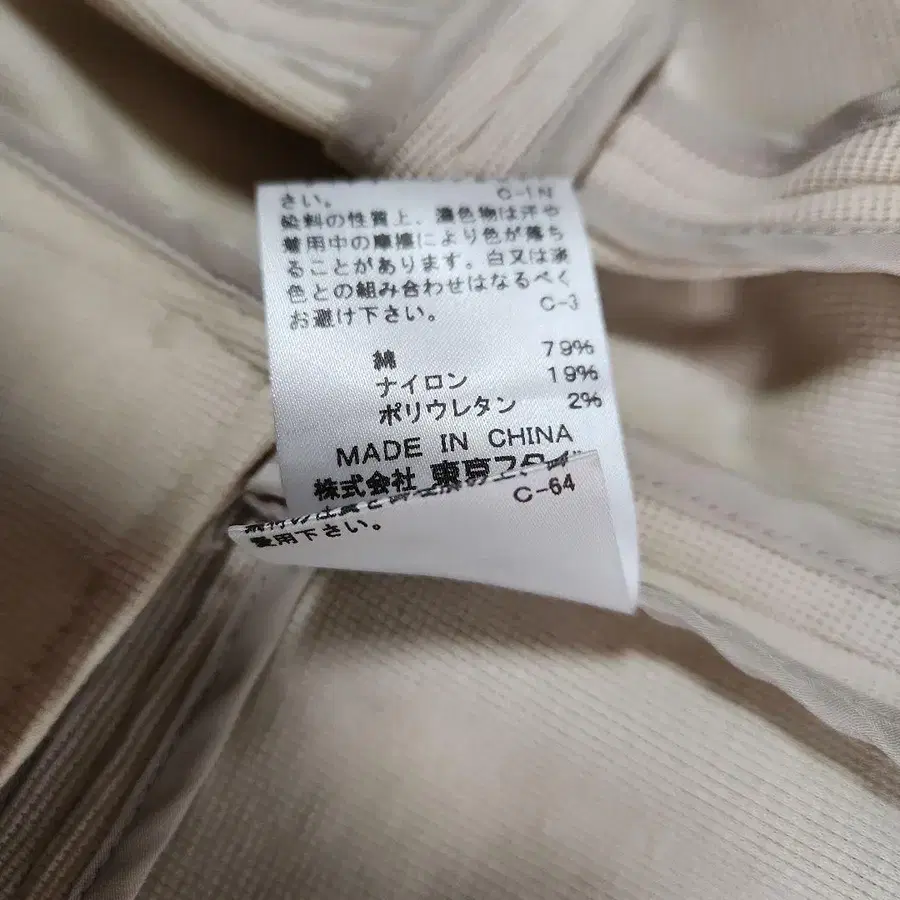 さい。 C-1N
染料の性質上、濃色物は汗や
着用中の摩擦により色が落ち
ることがあります。白又は淡
色との組み合わせはなるべく
お避け下さい。 C-3
綿 79%
ナイロン 19%
ポリウレタン 2%
MADE IN CHINA
株式会社 東京スタイ
C-64
愛用下さい。